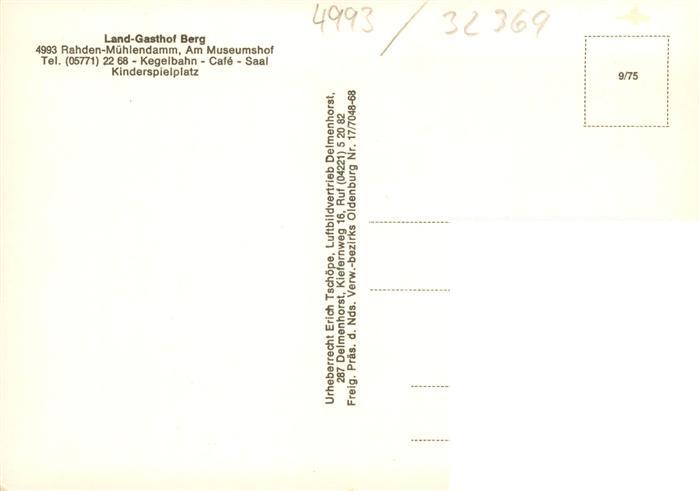 4993 / 32369
Land-Gasthof Berg
4993 Rahden-Mühlendamm, Am Museumshof
Tel. (05771) 22 68 - Kegelbahn - Café - Saal
Kinderspielplatz
9/75
Urheberrecht Erich Tschöpe, Luftbildvertrieb Delmenhorst,
287 Delmenhorst, Kiefernweg 16, Ruf (04221) 5 20 82
Freig. Präs. d. Nds. Verw.-bezirks Oldenburg Nr. 17/7048-68